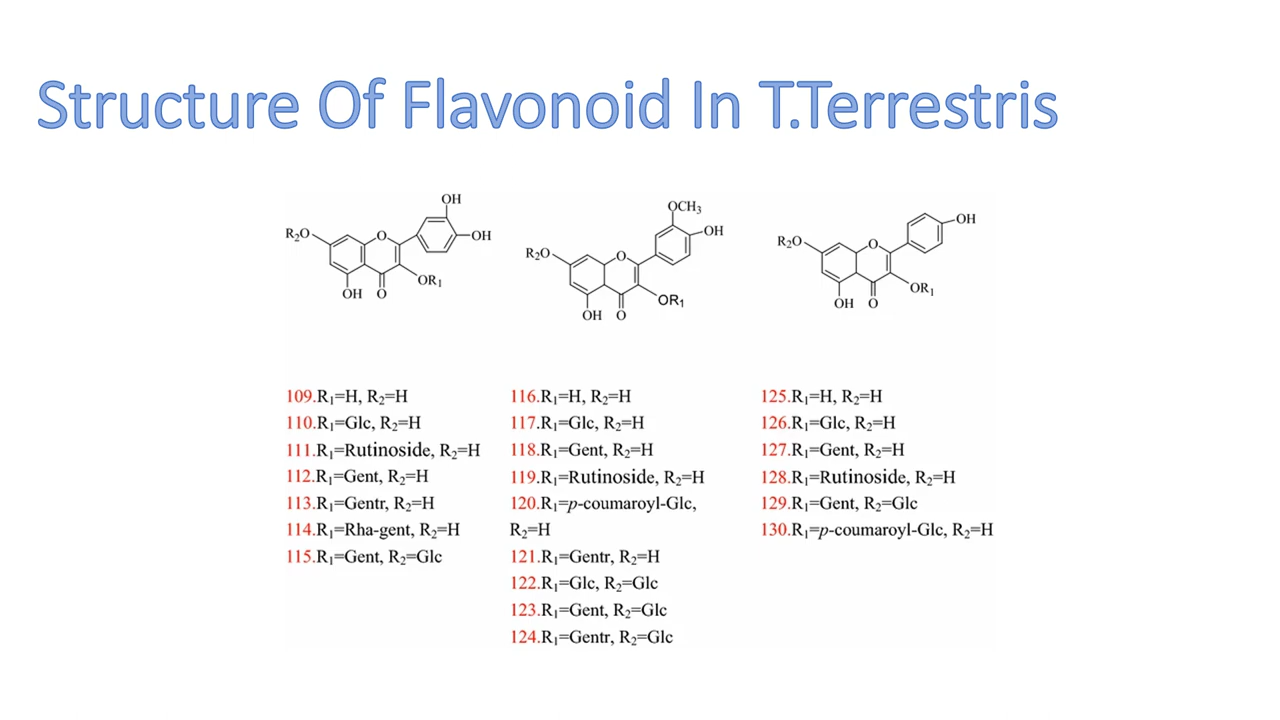 Structure Of Flavonoid In T.Terrestris
OH
R₂O
O
OH
OR₁
OH
O
OCH₃
R₂O
O
OH
OR₁
OH
O
R₂O
O
OH
OR₁
OH
O
109.R₁=H, R₂=H
110.R₁=Glc, R₂=H
111.R₁=Rutinoside, R₂=H
112.R₁=Gent, R₂=H
113.R₁=Gentr, R₂=H
114.R₁=Rha-gent, R₂=H
115.R₁=Gent, R₂=Glc
116.R₁=H, R₂=H
117.R₁=Glc, R₂=H
118.R₁=Gent, R₂=H
119.R₁=Rutinoside, R₂=H
120.R₁=p-coumaroyl-Glc,
R₂=H
121.R₁=Gentr, R₂=H
122.R₁=Glc, R₂=Glc
123.R₁=Gent, R₂=Glc
124.R₁=Gentr, R₂=Glc
125.R₁=H, R₂=H
126.R₁=Glc, R₂=H
127.R₁=Gent, R₂=H
128.R₁=Rutinoside, R₂=H
129.R₁=Gent, R₂=Glc
130.R₁=p-coumaroyl-Glc, R₂=H